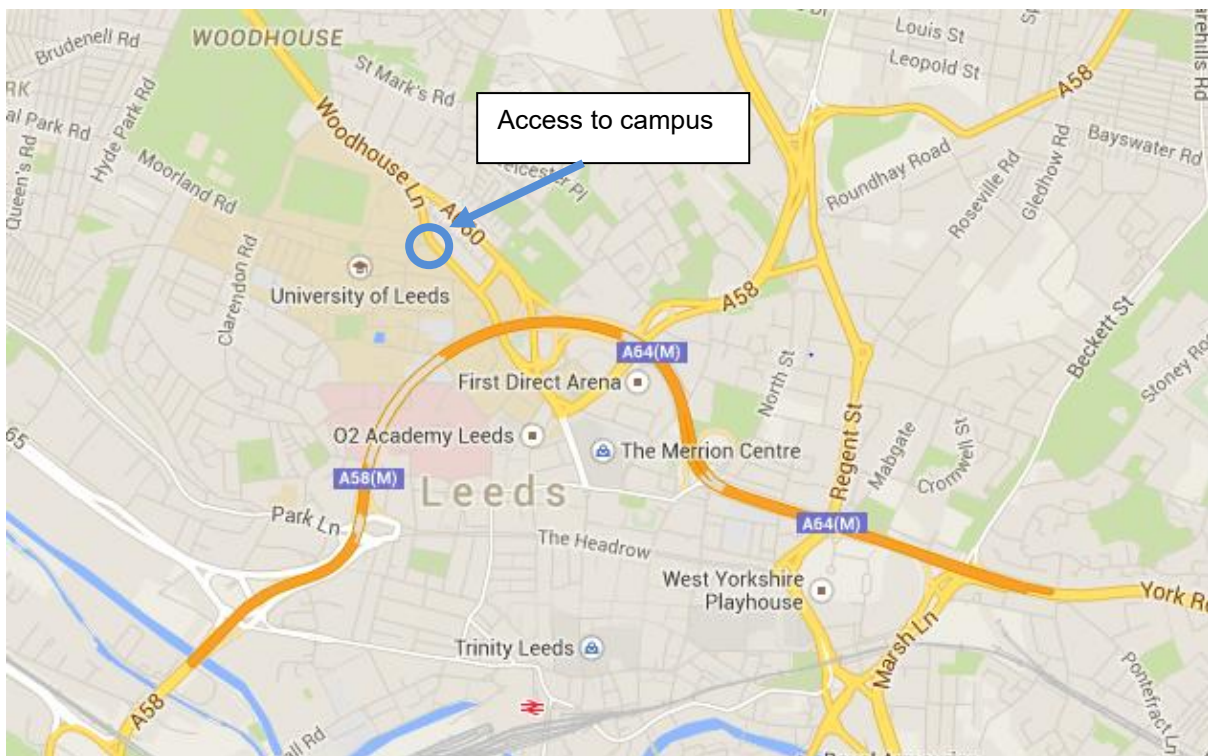 Louis St
Leopold St
Brudenell Rd
WOODHOUSE
St Mark's Rd
A58
Access to campus
Hyde Park Rd
Queen's Rd
Moorland Rd
Woodhouse Ln
Bayswater Rd
Gledhow Rd
Roundhay Road
Roseville Rd
A660
Clarendon Rd
University of Leeds
A58
Beckett St
A64(M)
First Direct Arena
North St
O2 Academy Leeds
The Merrion Centre
Regent St
Mabgate
Cromwell St
A58(M)
Leeds
Park Ln
The Headrow
A64(M)
West Yorkshire
Playhouse
York
Trinity Leeds
Marsh Ln
Pontefract Ln
A58